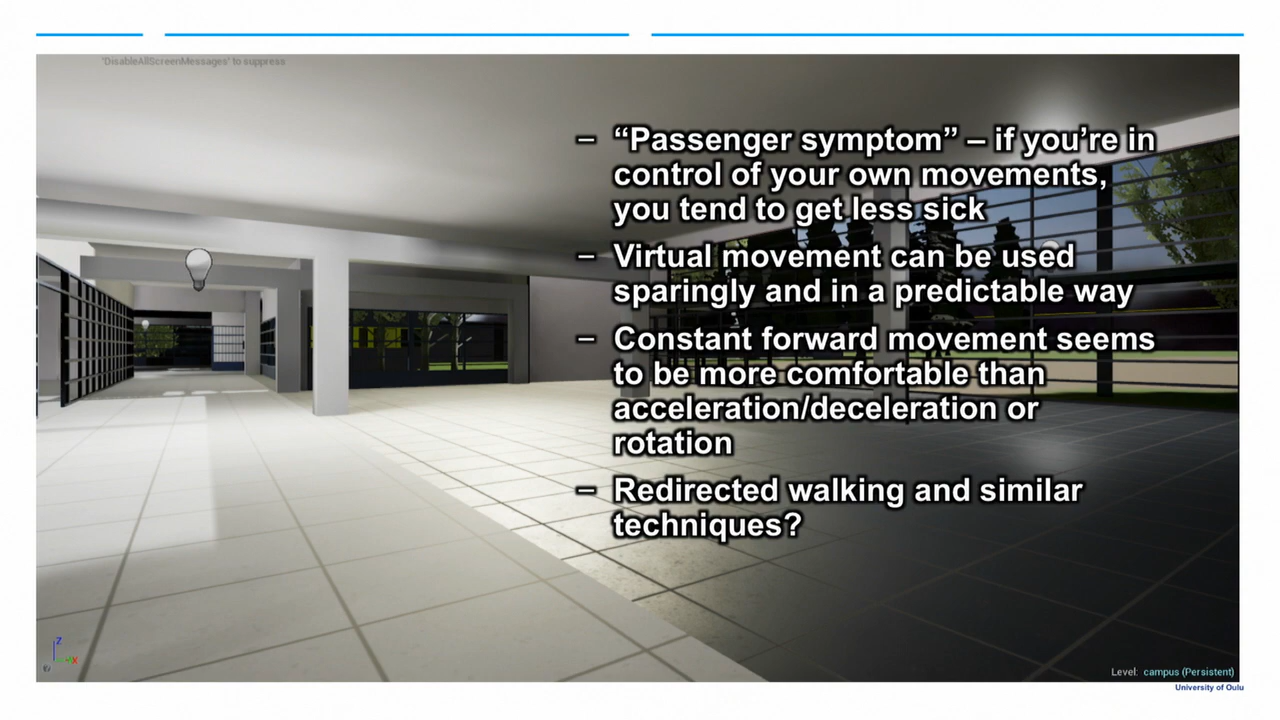 'DisableAllScreenMessages' to suppress
– “Passenger symptom” – if you’re in
control of your own movements,
you tend to get less sick
– Virtual movement can be used
sparingly and in a predictable way
– Constant forward movement seems
to be more comfortable than
acceleration/deceleration or
rotation
– Redirected walking and similar
techniques?
Z
X
Level: campus (Persistent)
University of Oulu